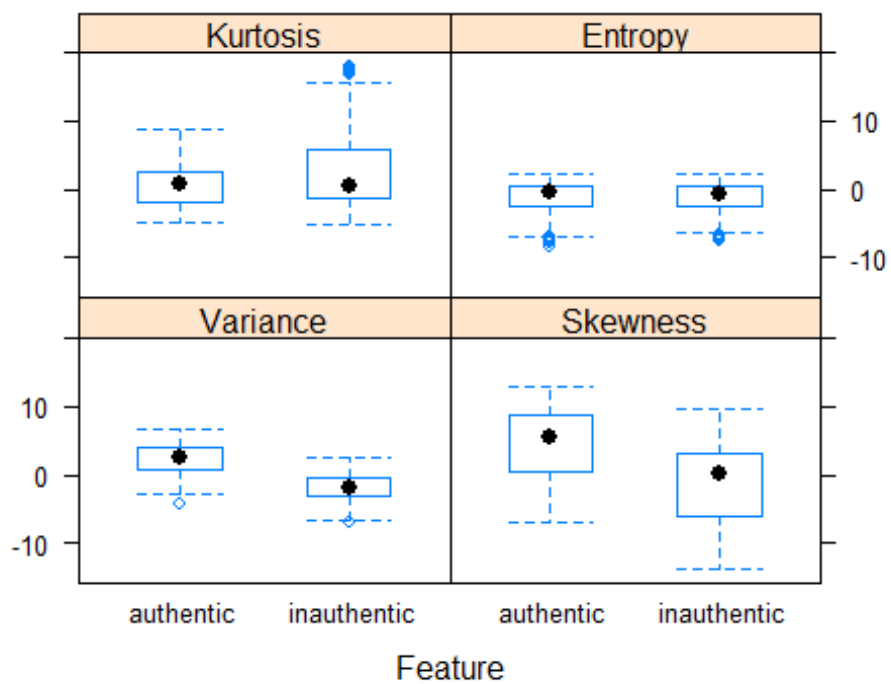 Kurtosis Entropy
10
0
-10
Variance Skewness
10
0
-10
authentic inauthentic authentic inauthentic
Feature